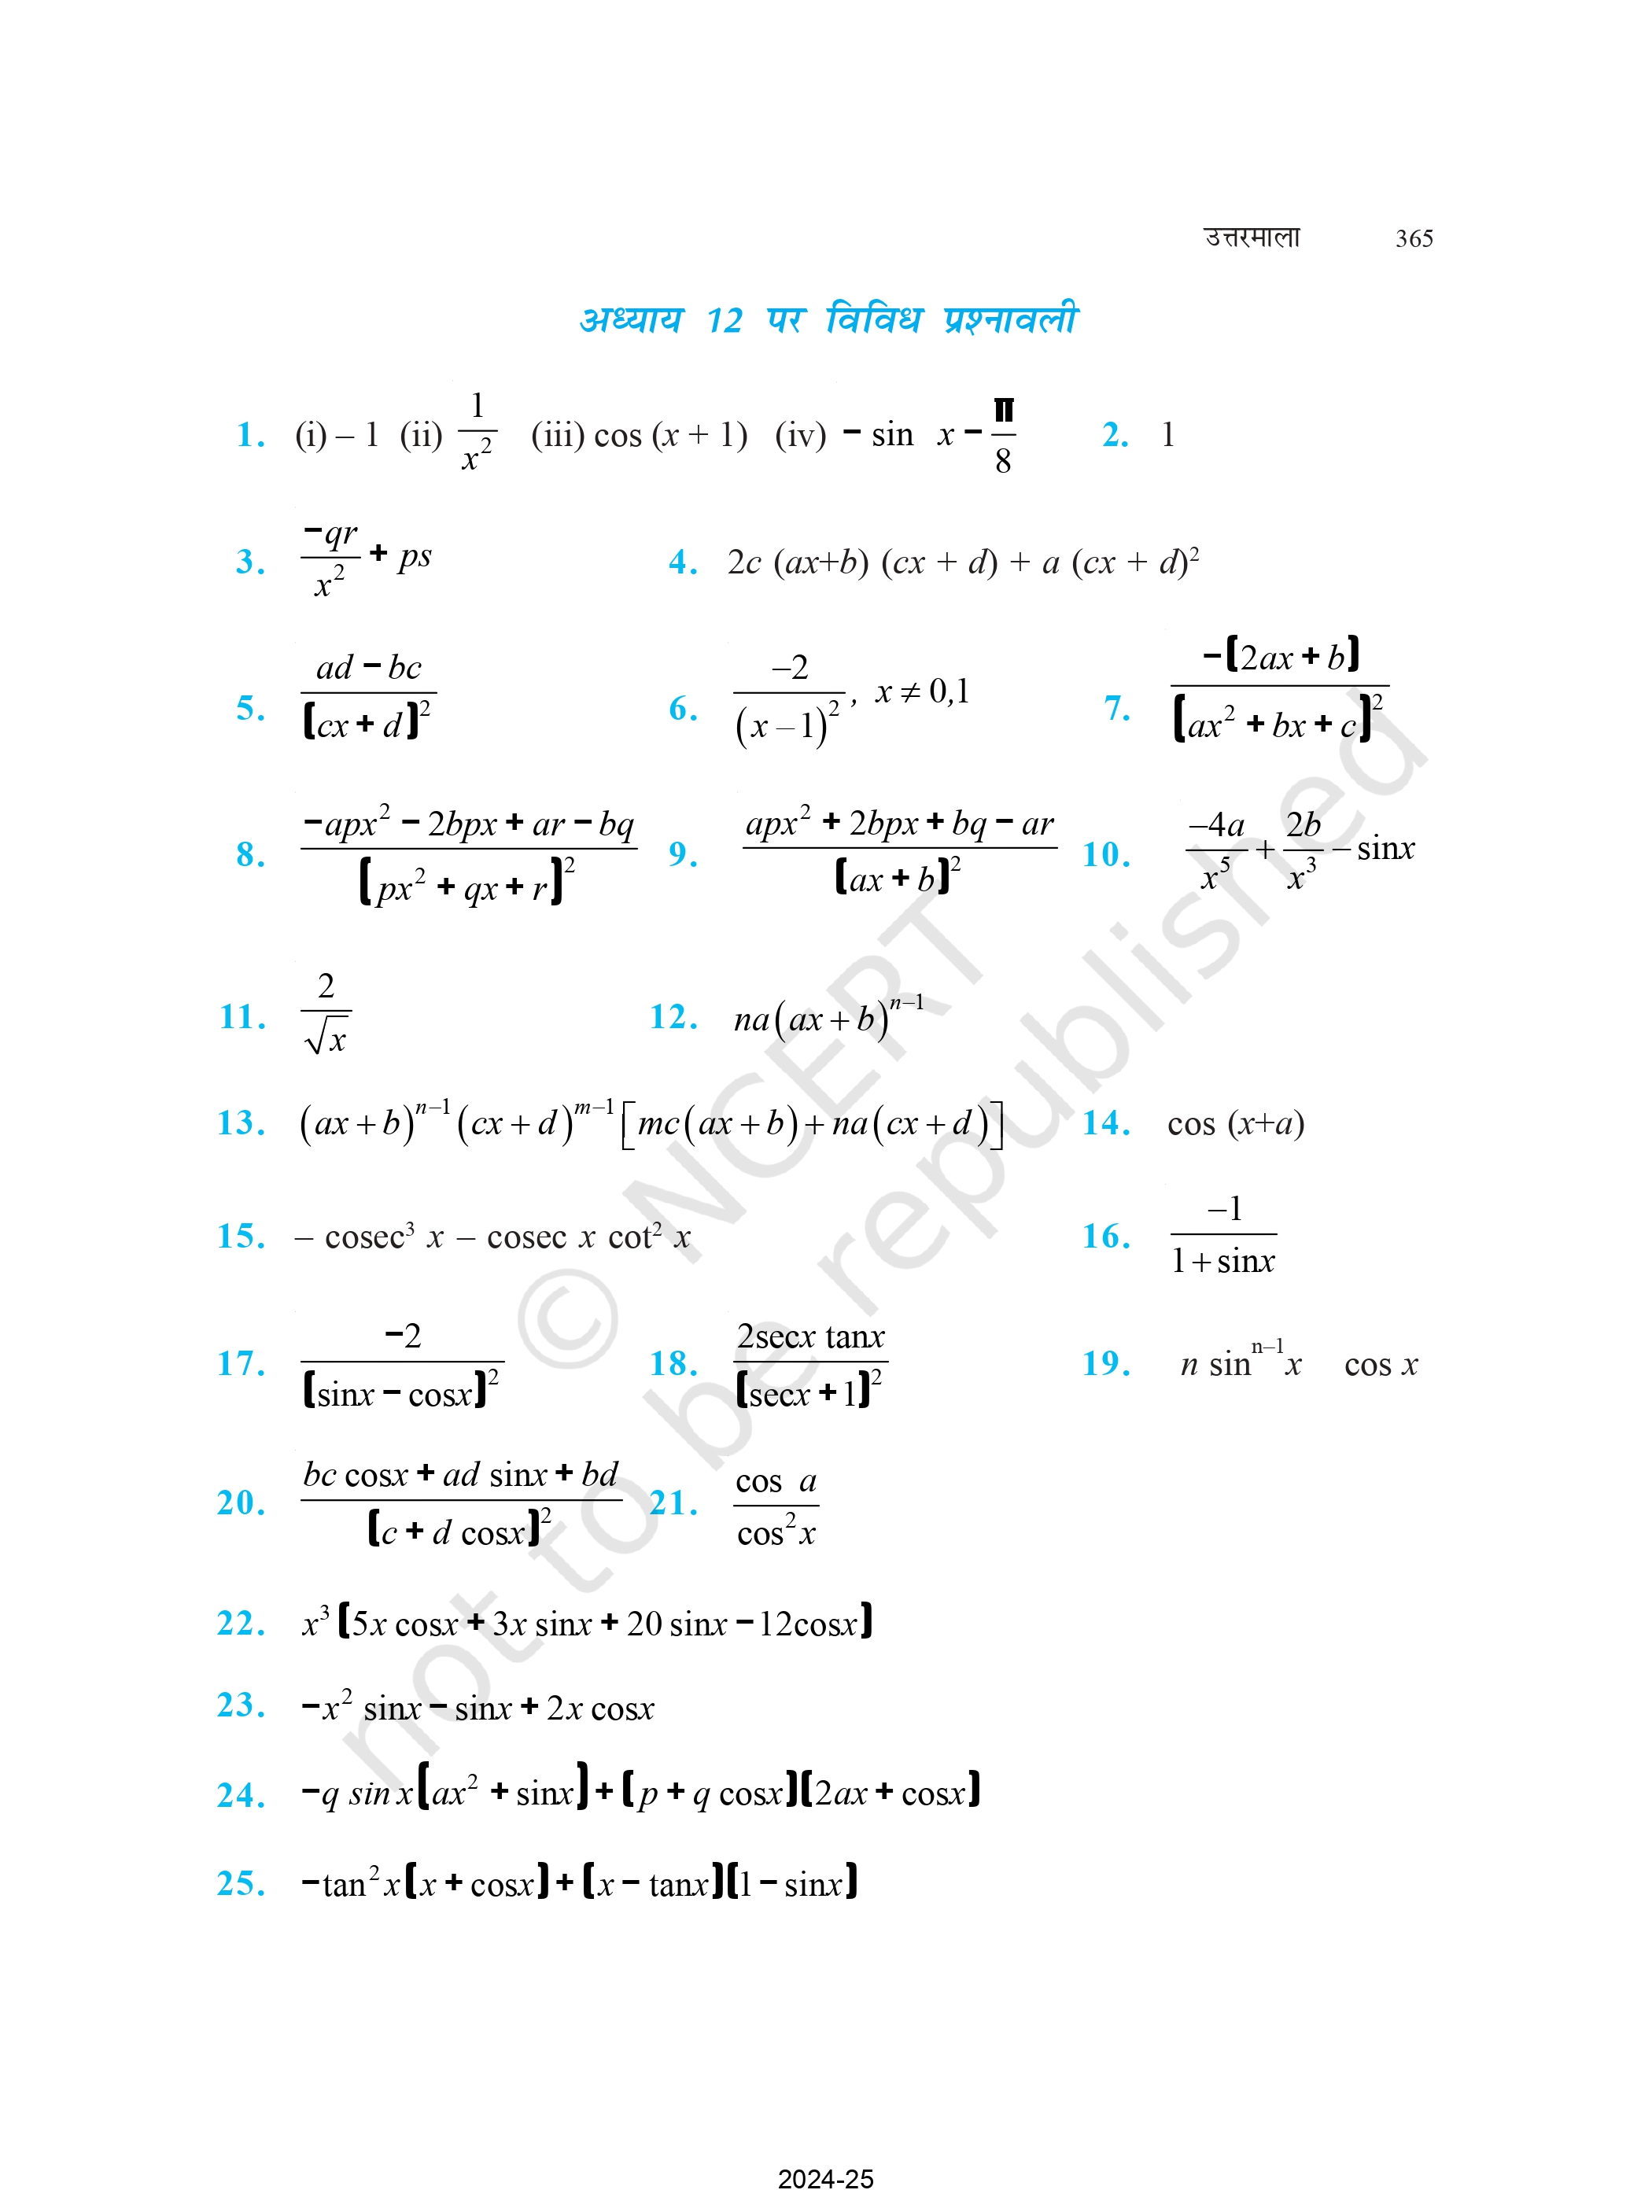 उत्तरमाला 365
अध्याय 12 पर विविध प्रश्नावली
1. (i) – 1 (ii) $\frac{1}{x^2}$ (iii) cos (x + 1) (iv) $-\sin x - \frac{\pi}{8}$ 2. 1
3. $\frac{-qr}{x^2} + ps$ 4. 2c (ax+b) (cx + d) + a (cx + d)²
5. $\frac{ad - bc}{(cx + d)^2}$ 6. $\frac{-2}{(x-1)^2}, x \neq 0,1$ 7. $\frac{-(2ax + b)}{(ax^2 + bx + c)^2}$
8. $\frac{-apx^2 - 2bpx + ar - bq}{(px^2 + qx + r)^2}$ 9. $\frac{apx^2 + 2bpx + bq - ar}{(ax + b)^2}$ 10. $\frac{-4a}{x^5} + \frac{2b}{x^3} - \sin x$
11. $\frac{2}{\sqrt{x}}$ 12. $na(ax + b)^{n-1}$
13. $(ax + b)^{n-1}(cx + d)^{m-1}[mc(ax + b) + na(cx + d)]$ 14. cos (x+a)
15. – cosec³ x – cosec x cot² x 16. $\frac{-1}{1 + \sin x}$
17. $\frac{-2}{(\sin x - \cos x)^2}$ 18. $\frac{2\sec x \tan x}{(\sec x + 1)^2}$ 19. $n \sin^{n-1} x \cos x$
20. $\frac{bc \cos x + ad \sin x + bd}{(c + d \cos x)^2}$ 21. $\frac{\cos a}{\cos^2 x}$
22. $x^3(5x \cos x + 3x \sin x + 20 \sin x - 12 \cos x)$
23. $-x^2 \sin x - \sin x + 2x \cos x$
24. $-q \sin x(ax^2 + \sin x) + (p + q \cos x)(2ax + \cos x)$
25. $-\tan^2 x(x + \cos x) + (x - \tan x)(1 - \sin x)$
© NCERT
not to be republished
2024-25